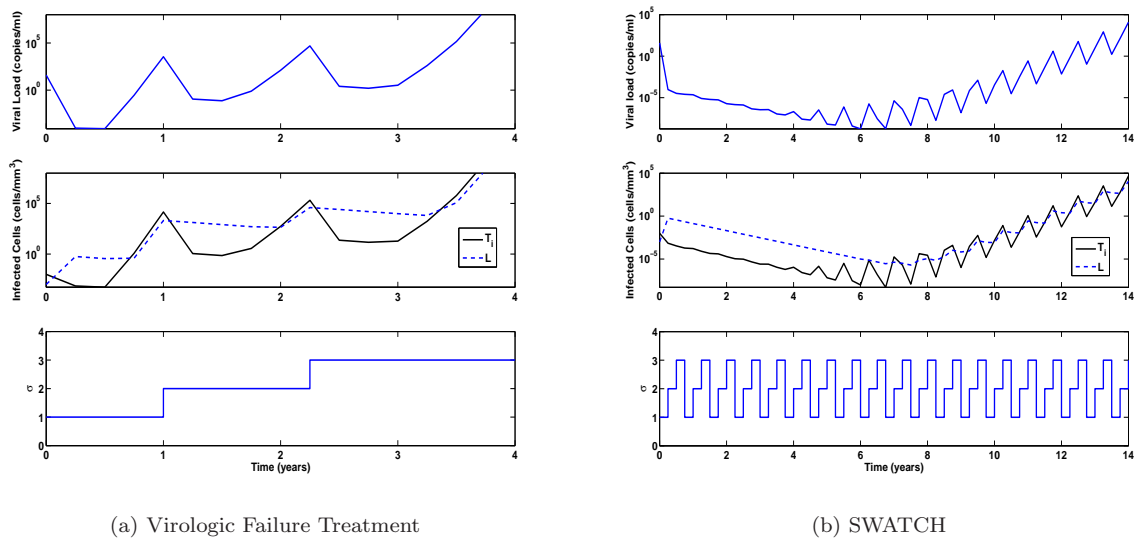 Viral Load (copies/ml)
10^5
10^0
0 1 2 3 4
Infected Cells (cells/mm^3)
10^5
10^0
T_i
L
0 1 2 3 4
σ
4
3
2
1
0
0 1 2 3 4
Time (years)
(a) Virologic Failure Treatment
Viral load (copies/ml)
10^5
10^0
10^-5
0 2 4 6 8 10 12 14
Infected Cells (cells/mm^3)
10^5
10^0
10^-5
T_i
L
0 2 4 6 8 10 12 14
σ
4
3
2
1
0
0 2 4 6 8 10 12 14
Time (years)
(b) SWATCH